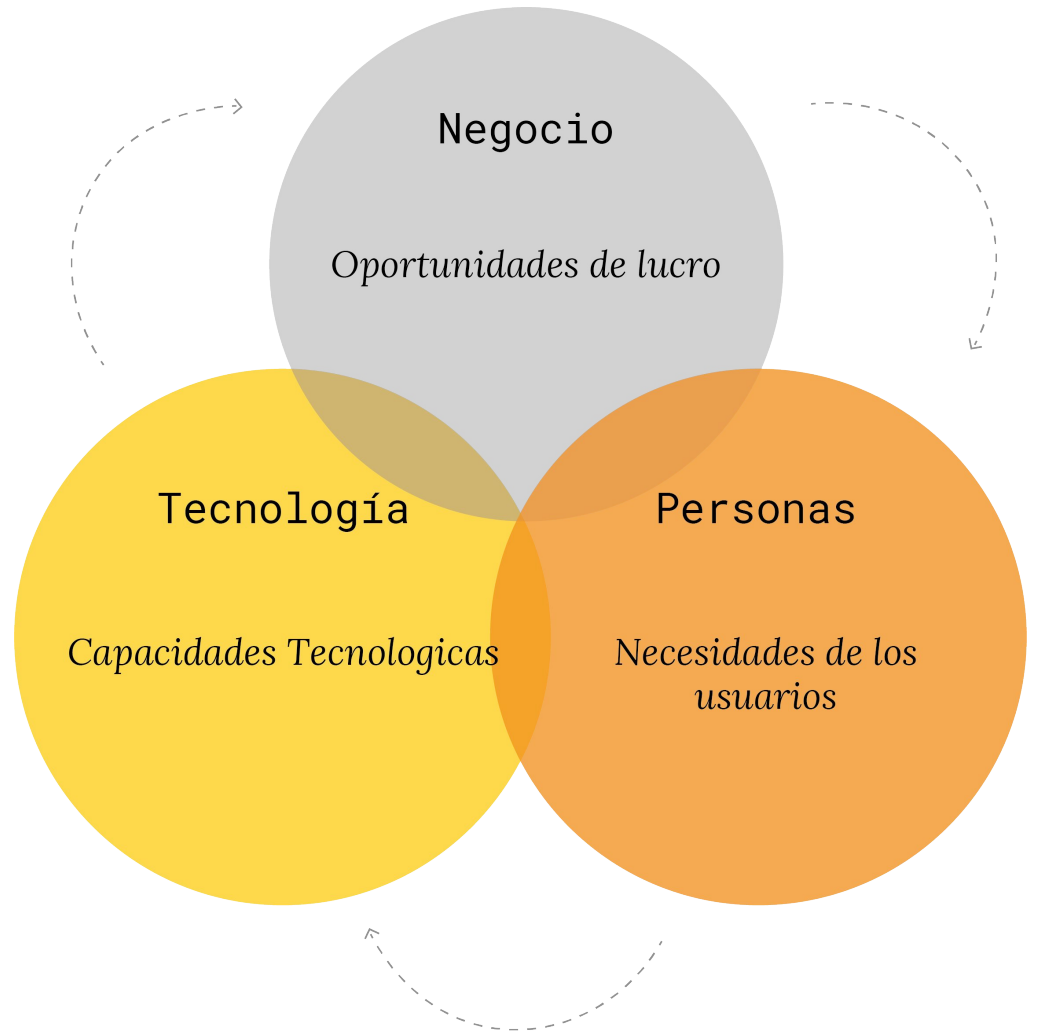 Negocio
Oportunidades de lucro
Tecnología
Personas
Capacidades Tecnologicas
Necesidades de los
usuarios